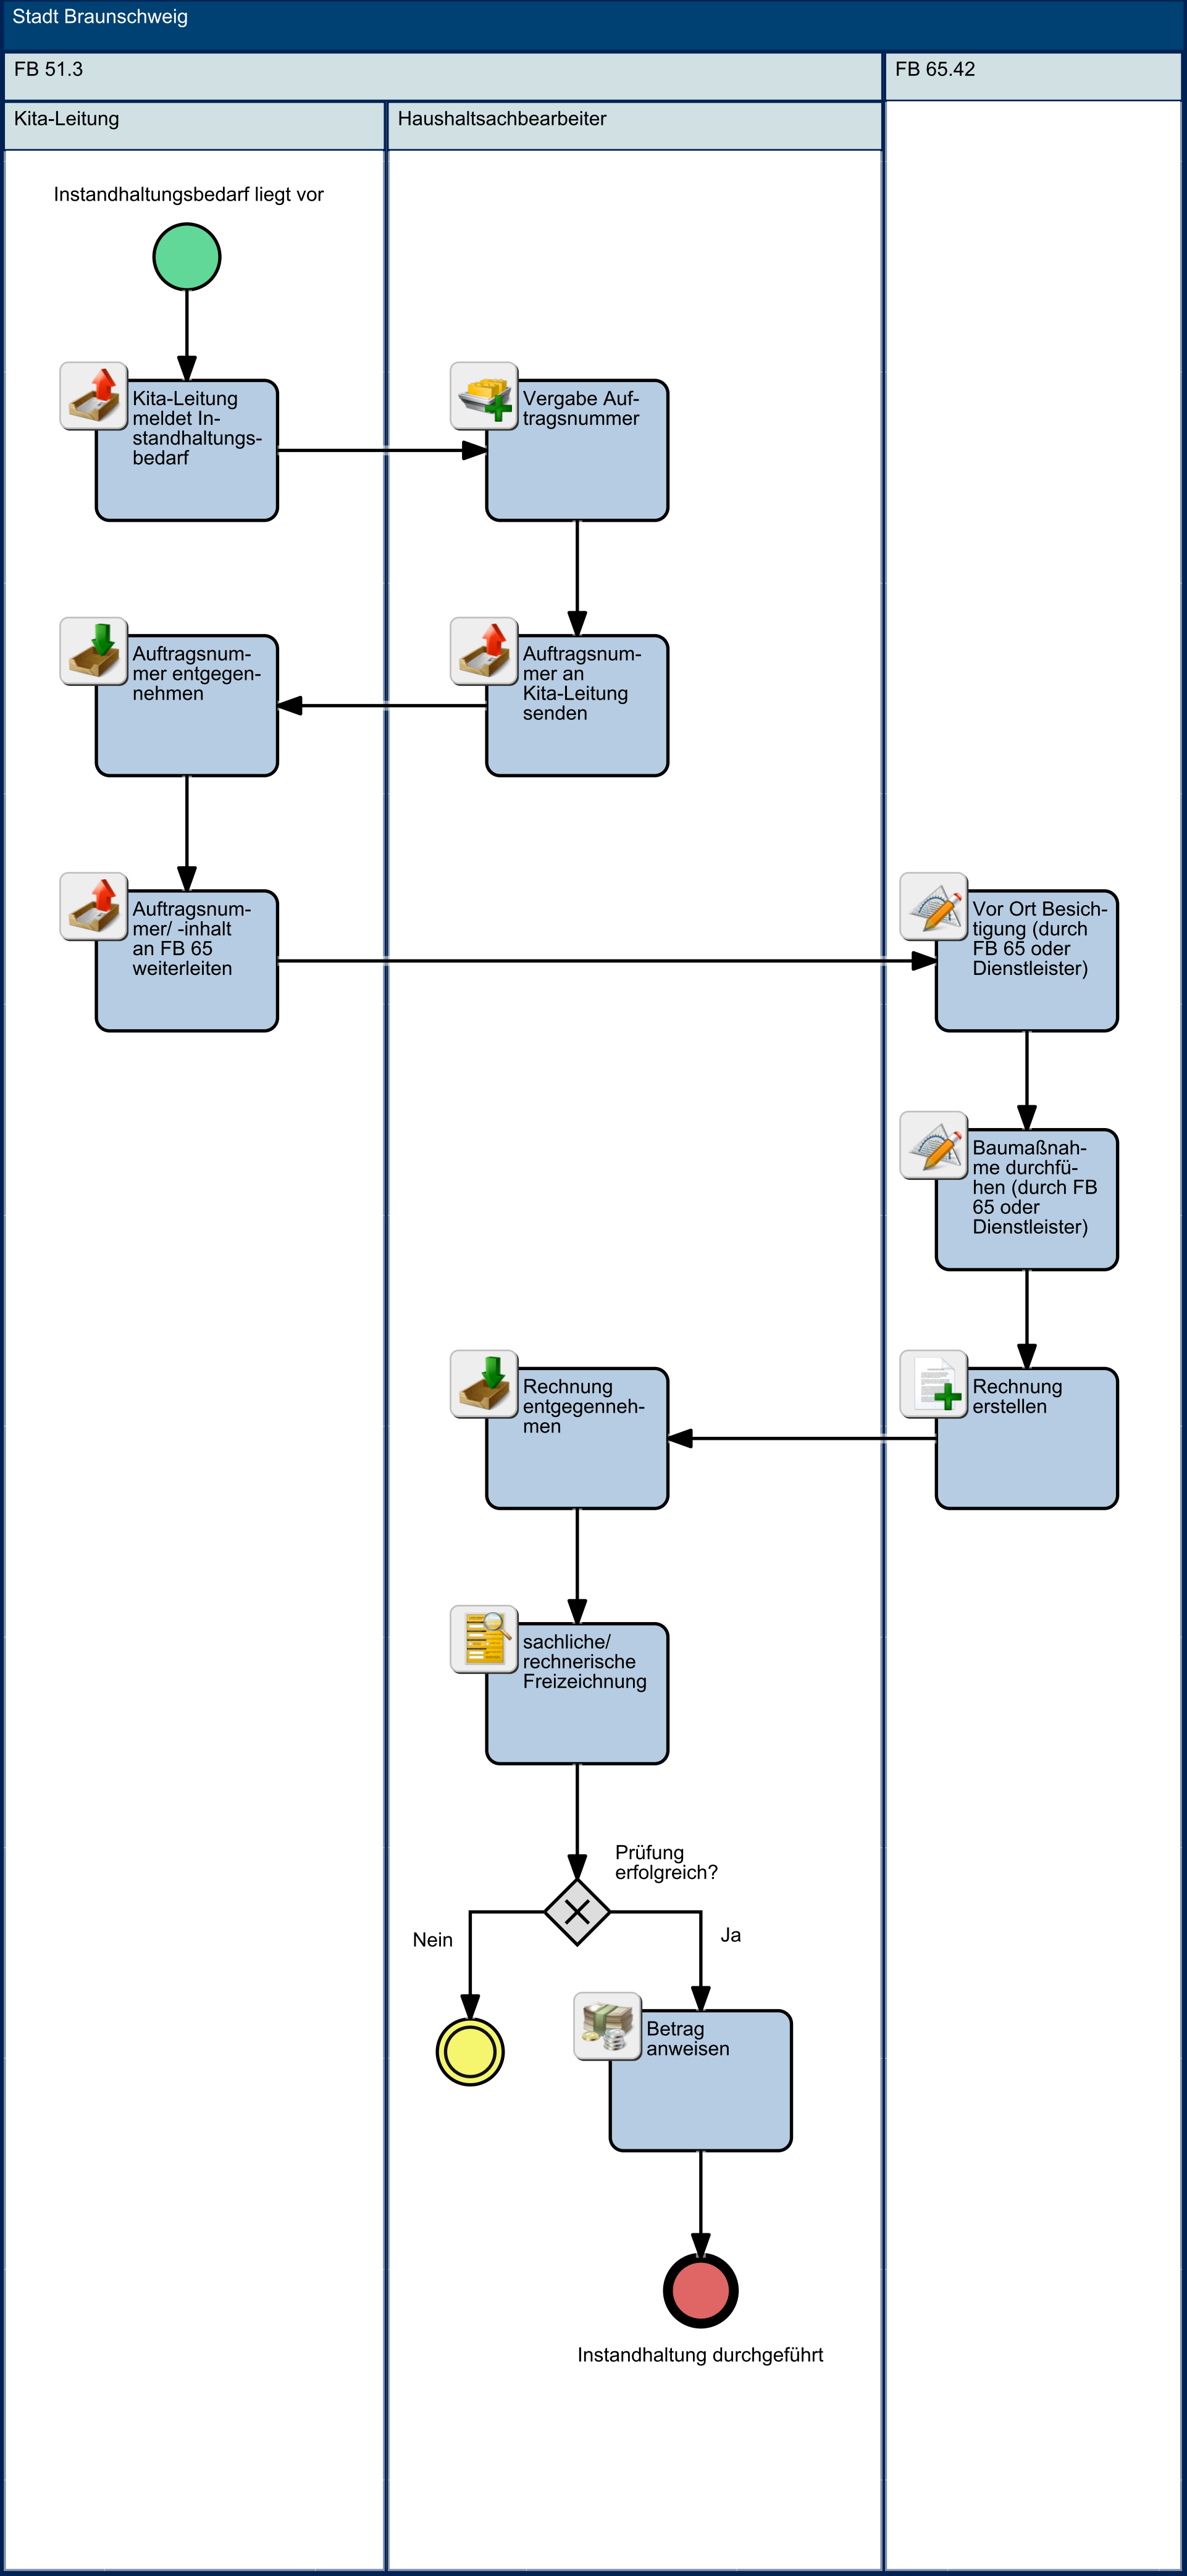 Stadt Braunschweig
FB 51.3
FB 65.42
Kita-Leitung
Haushaltsachbearbeiter
Instandhaltungsbedarf liegt vor
Kita-Leitung
meldet In-
standhaltungs-
bedarf
Vergabe Auf-
tragsnummer
Auftragsnum-
mer entgegen-
nehmen
Auftragsnum-
mer an
Kita-Leitung
senden
Auftragsnum-
mer/ -inhalt
an FB 65
weiterleiten
Vor Ort Besich-
tigung (durch
FB 65 oder
Dienstleister)
Baumaßnah-
me durchfü-
hen (durch FB
65 oder
Dienstleister)
Rechnung
entgegenneh-
men
Rechnung
erstellen
sachliche/
rechnerische
Freizeichnung
Prüfung
erfolgreich?
Nein
Ja
Betrag
anweisen
Instandhaltung durchgeführt